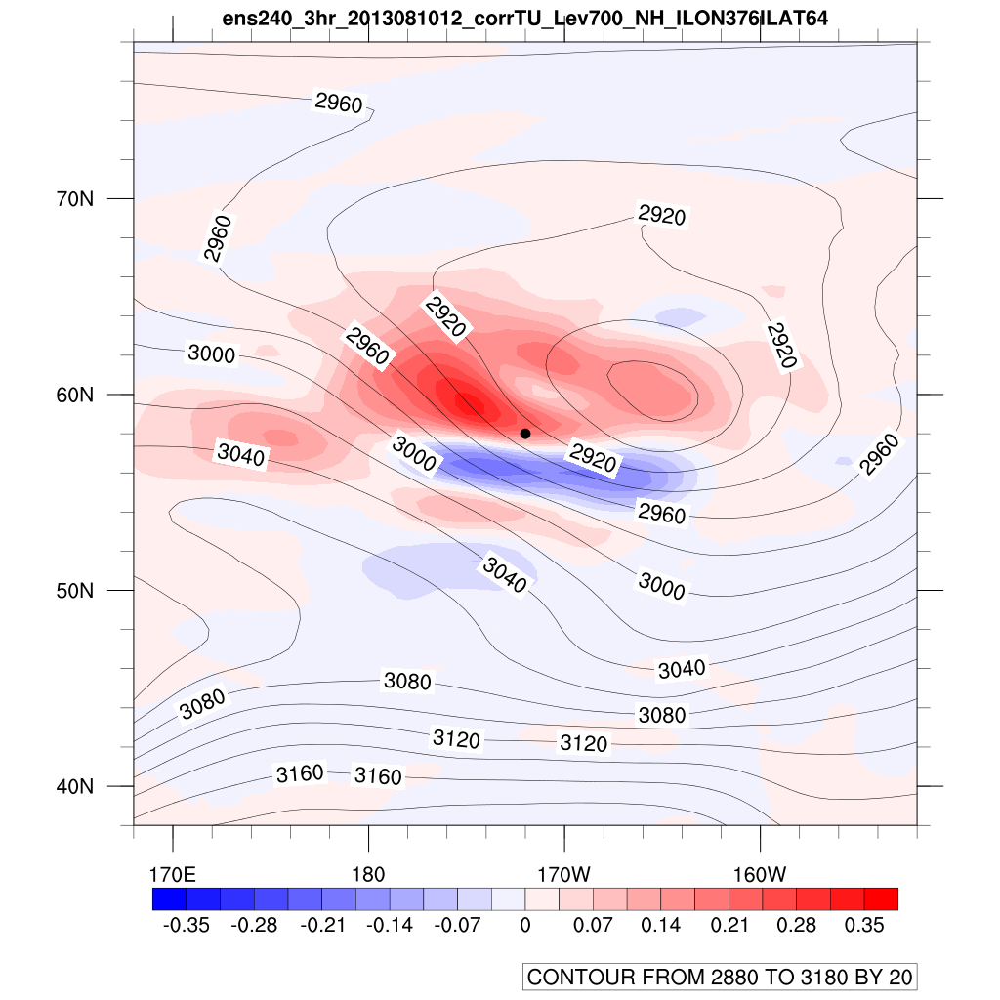 ens240_3hr_2013081012_corrTU_Lev700_NH_ILON376ILAT64
2960
70N
2920
2960
2920
2960
2920
3000
60N
3040
3000
2920
2960
2960
3040
50N
3000
3040
3080
3080
3080
3120
3120
3160
3160
40N
170E 180 170W 160W
-0.35 -0.28 -0.21 -0.14 -0.07 0 0.07 0.14 0.21 0.28 0.35
CONTOUR FROM 2880 TO 3180 BY 20